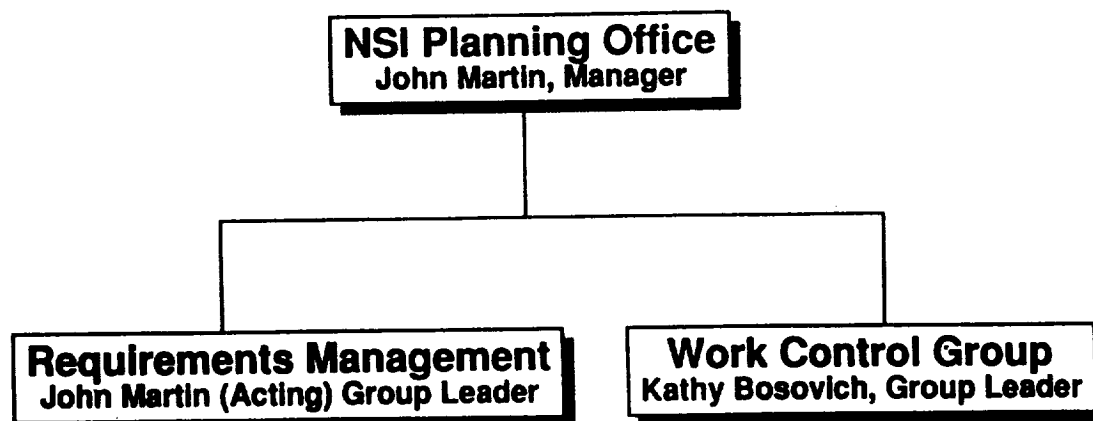 NSI Planning Office
John Martin, Manager
Requirements Management
John Martin (Acting) Group Leader
Work Control Group
Kathy Bosovich, Group Leader